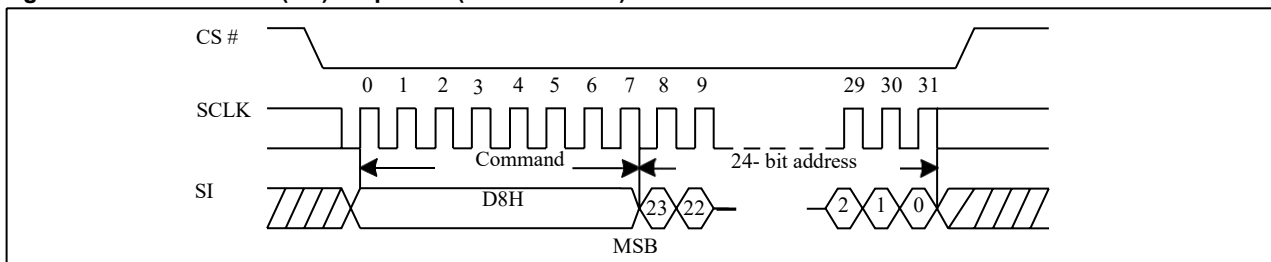 CS #
0 1 2 3 4 5 6 7 8 9 29 30 31
SCLK
Command 24- bit address
SI
D8H 23 22 2 1 0
MSB